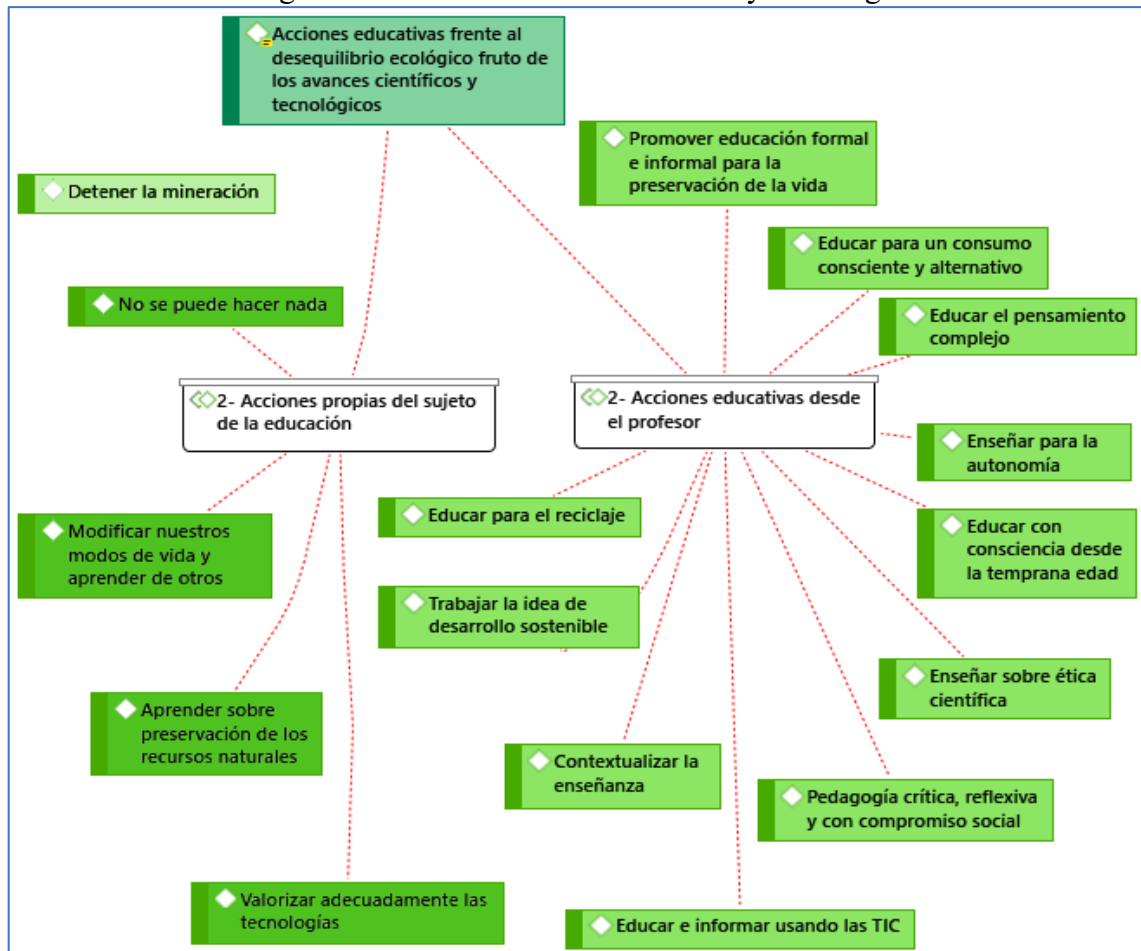 Acciones educativas frente al
desequilibrio ecológico fruto de
los avances científicos y
tecnológicos
Promover educación formal
e informal para la
preservación de la vida
Detener la mineración
Educar para un consumo
consciente y alternativo
No se puede hacer nada
Educar el pensamiento
complejo
2- Acciones propias del sujeto
de la educación
2- Acciones educativas desde
el profesor
Enseñar para la
autonomía
Educar para el reciclaje
Modificar nuestros
modos de vida y
aprender de otros
Educar con
consciencia desde
la temprana edad
Trabajar la idea de
desarrollo sostenible
Enseñar sobre ética
científica
Aprender sobre
preservación de los
recursos naturales
Contextualizar la
enseñanza
Pedagogía crítica, reflexiva
y con compromiso social
Valorizar adecuadamente las
tecnologías
Educar e informar usando las TIC